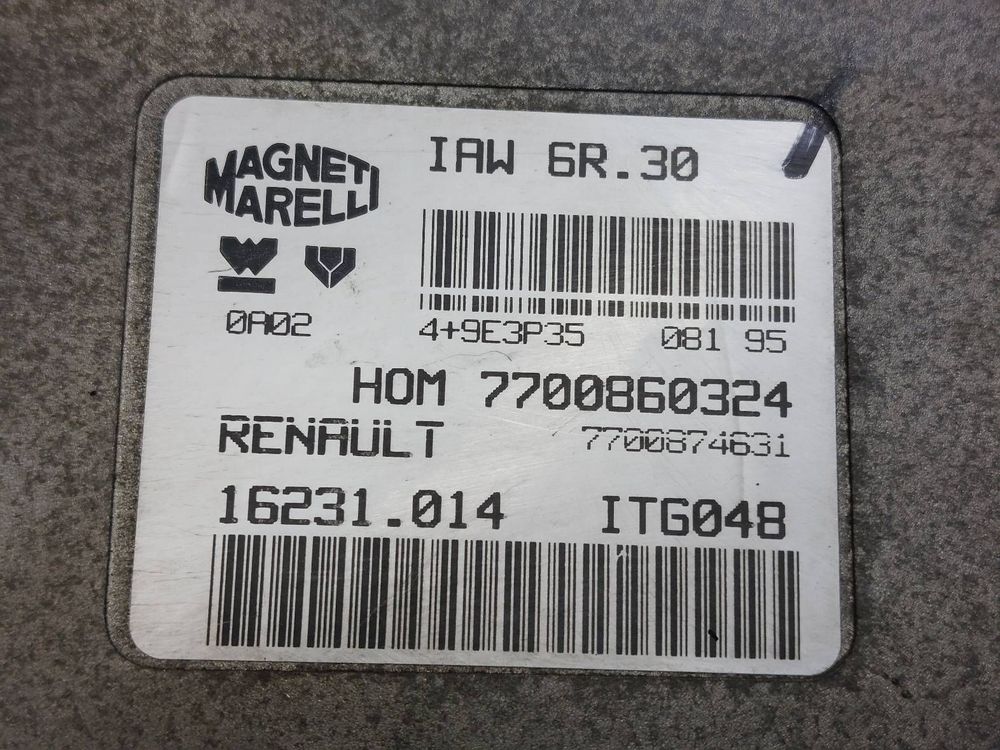 MAGNETI
MARELLI
IAW 6R.30
0A02
4+9E3P35 081 95
HOM 7700860324
RENAULT 7700874631
16231.014 ITG048